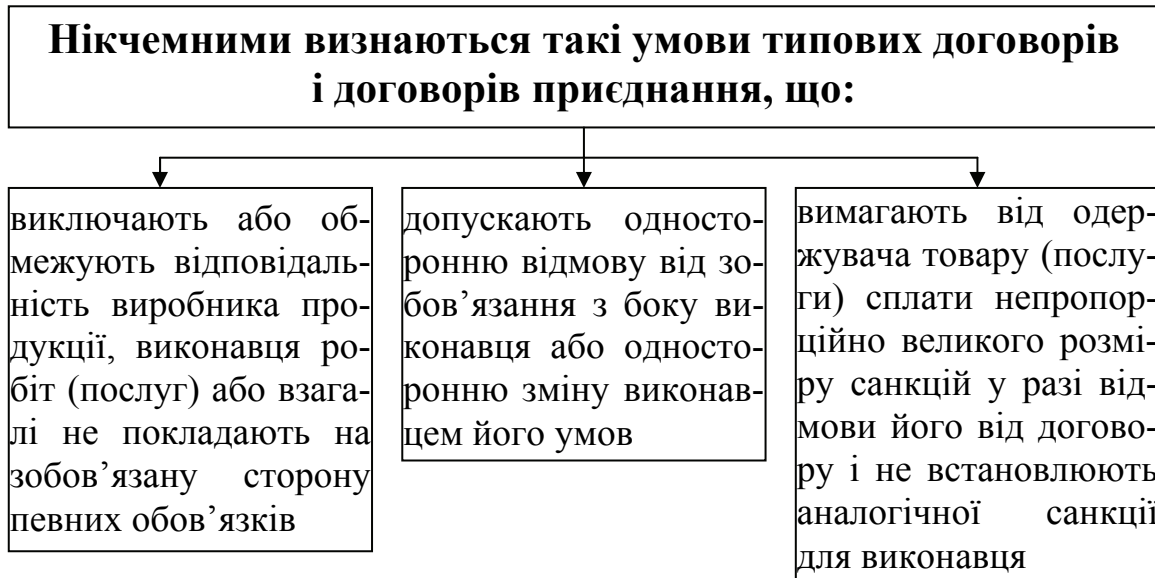 Нікчемними визнаються такі умови типових договорів
і договорів приєднання, що:
виключають або об-
межують відповідаль-
ність виробника про-
дукції, виконавця ро-
біт (послуг) або взага-
лі не покладають на
зобов’язану сторону
певних обов’язків
допускають односто-
ронню відмову від зо-
бов’язання з боку ви-
конавця або односто-
ронню зміну виконав-
цем його умов
вимагають від одер-
жувача товару (послу-
ги) сплати непропор-
ційно великого розмі-
ру санкцій у разі від-
мови його від догово-
ру і не встановлюють
аналогічної санкції
для виконавця